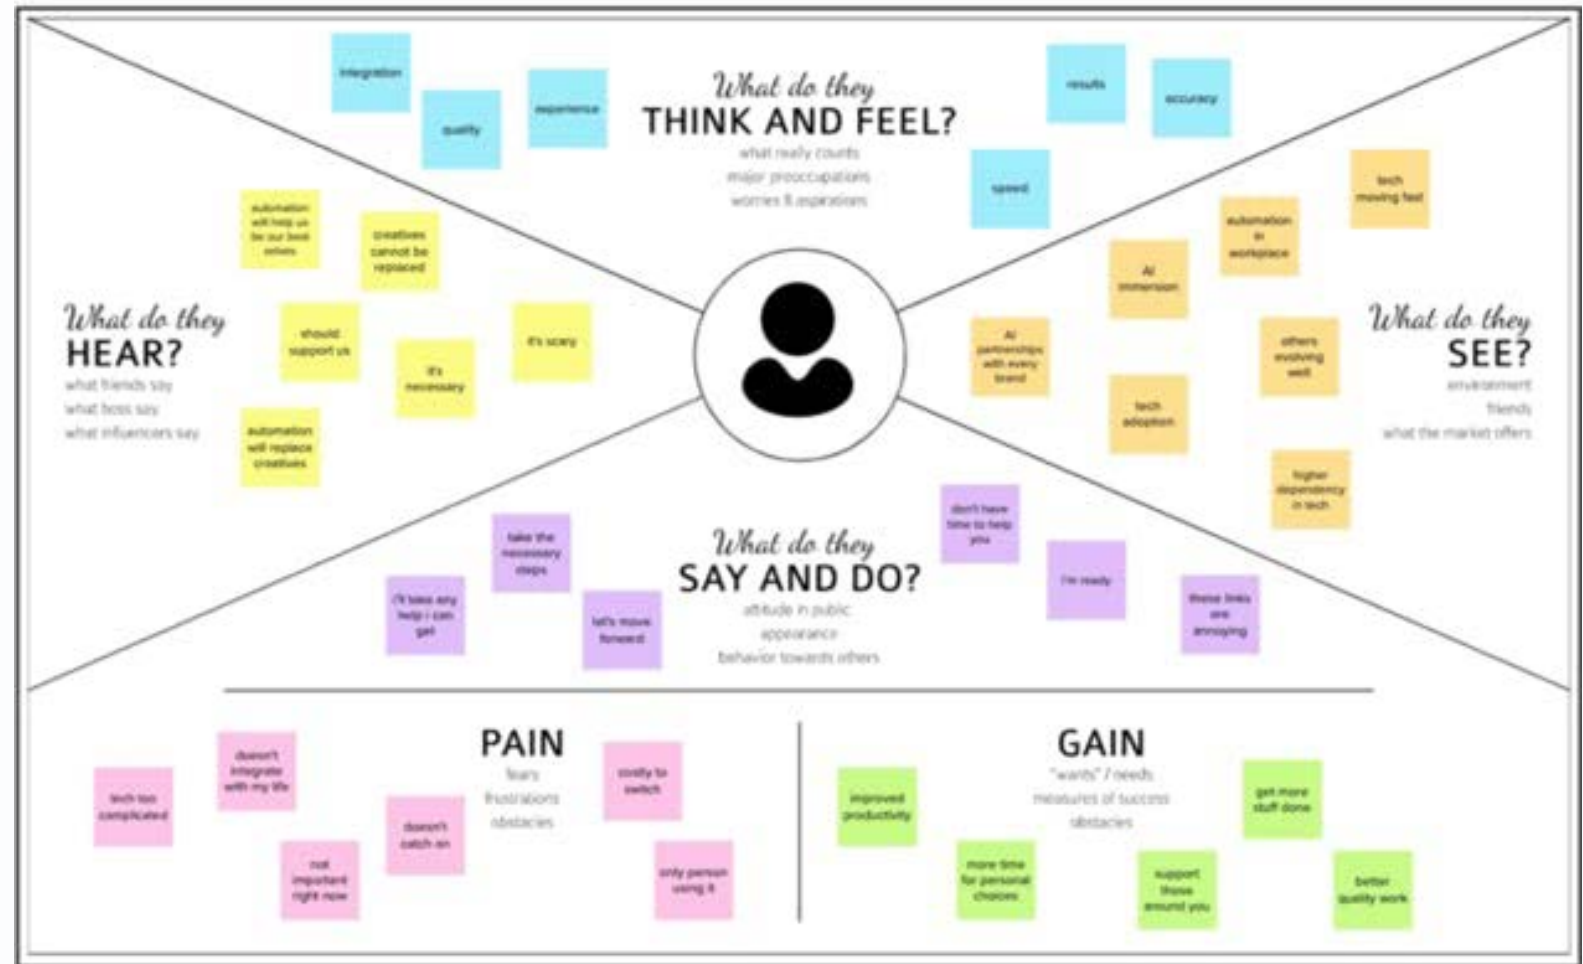 What do they
THINK AND FEEL?
what really counts
major preoccupations
worries & aspirations
integration
quality
experience
results
accuracy
speed
What do they
HEAR?
what friends say
what boss say
what influencers say
automation
will help us
be our best
selves
creatives
cannot be
replaced
should
support us
it's
necessary
it's scary
automation
will replace
creatives
What do they
SEE?
environment
friends
what the market offers
tech
moving fast
automation
in
workplace
AI
immersion
AI
partnerships
with every
brand
others
evolving
well
tech
adoption
higher
dependency
in tech
What do they
SAY AND DO?
attitude in public
appearance
behavior towards others
take the
necessary
steps
i'll take any
help i can
get
let's move
forward
don't have
time to help
you
I'm ready
these links
are
annoying
PAIN
fears
frustrations
obstacles
tech too
complicated
doesn't
integrate
with my life
not
important
right now
doesn't
catch on
costly to
switch
only person
using it
GAIN
"wants" / needs
measures of success
obstacles
improved
productivity
more time
for personal
choices
support
those
around you
get more
stuff done
better
quality work